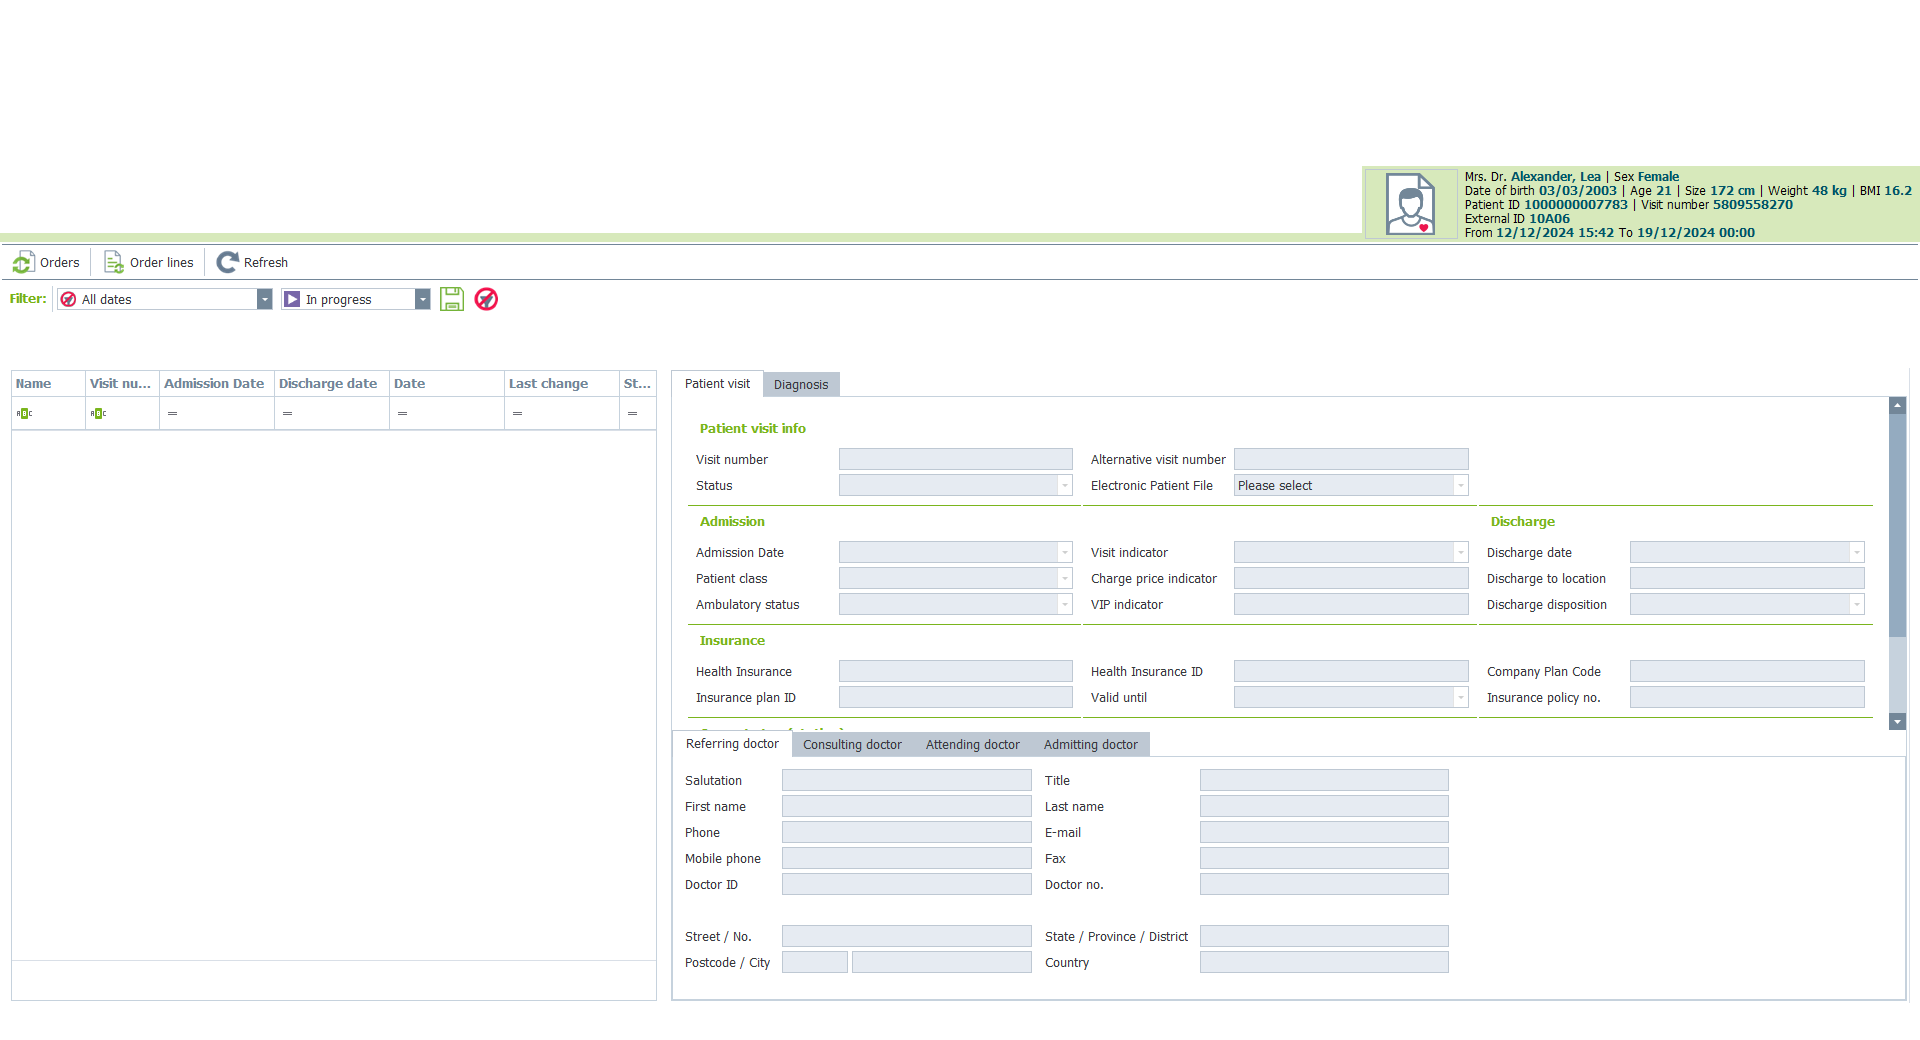 Mrs. Dr. Alexander, Lea | Sex Female
Date of birth 03/03/2003 | Age 21 | Size 172 cm | Weight 48 kg | BMI 16.2
Patient ID 1000000007783 | Visit number 5809558270
External ID 10A06
From 12/12/2024 15:42 To 19/12/2024 00:00
Orders Order lines Refresh
Filter: All dates In progress
Name Visit nu... Admission Date Discharge date Date Last change St...
ABC ABC = = = = =
Patient visit Diagnosis
Patient visit info
Visit number Alternative visit number
Status Electronic Patient File Please select
Admission Discharge
Admission Date Visit indicator Discharge date
Patient class Charge price indicator Discharge to location
Ambulatory status VIP indicator Discharge disposition
Insurance
Health Insurance Health Insurance ID Company Plan Code
Insurance plan ID Valid until Insurance policy no.
Referring doctor Consulting doctor Attending doctor Admitting doctor
Salutation Title
First name Last name
Phone E-mail
Mobile phone Fax
Doctor ID Doctor no.
Street / No. State / Province / District
Postcode / City Country